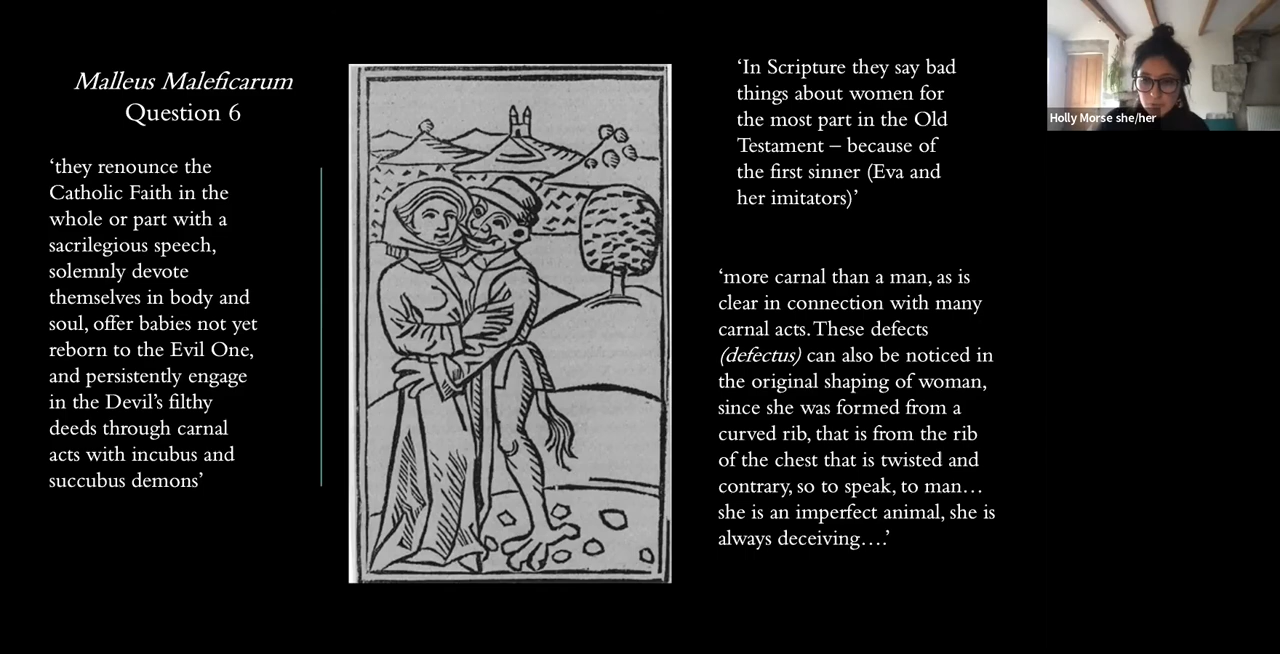 Malleus Maleficarum
Question 6
‘they renounce the
Catholic Faith in the
whole or part with a
sacrilegious speech,
solemnly devote
themselves in body and
soul, offer babies not yet
reborn to the Evil One,
and persistently engage
in the Devil’s filthy
deeds through carnal
acts with incubus and
succubus demons’
‘In Scripture they say bad
things about women for
the most part in the Old
Testament – because of
the first sinner (Eva and
her imitators)’
‘more carnal than a man, as is
clear in connection with many
carnal acts. These defects
(defectus) can also be noticed in
the original shaping of woman,
since she was formed from a
curved rib, that is from the rib
of the chest that is twisted and
contrary, so to speak, to man…
she is an imperfect animal, she is
always deceiving….’
Holly Morse she/her